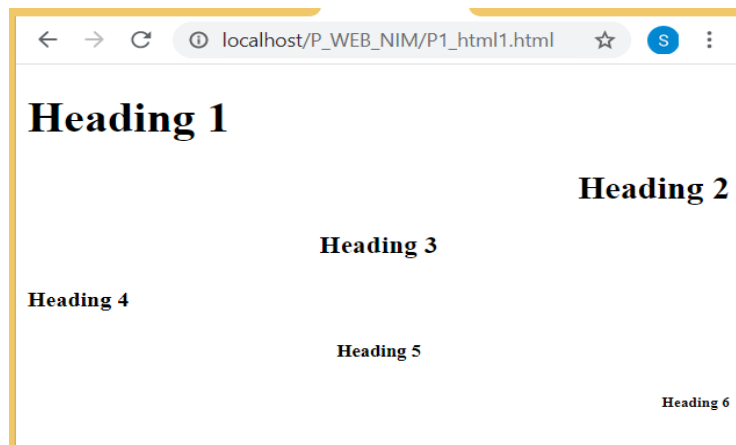 localhost/P_WEB_NIM/P1_html1.html S
Heading 1
Heading 2
Heading 3
Heading 4
Heading 5
Heading 6